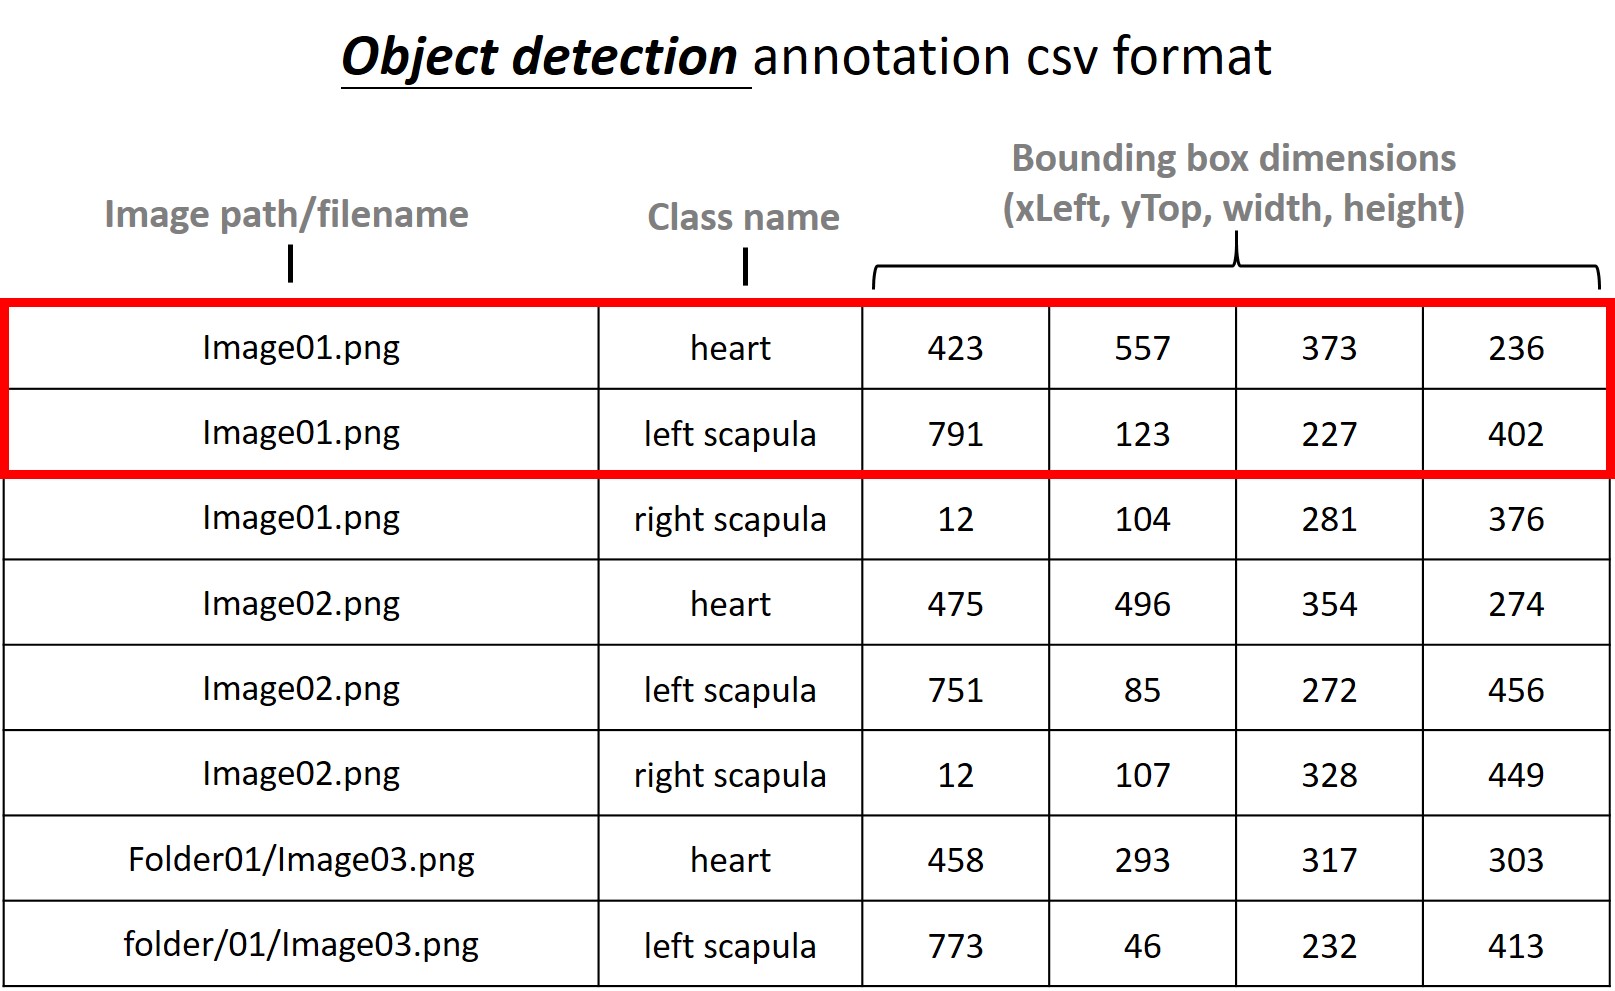 Object detection annotation csv format
Bounding box dimensions
(xLeft, yTop, width, height)
Image path/filename
Class name
Image01.png heart 423 557 373 236
Image01.png left scapula 791 123 227 402
Image01.png right scapula 12 104 281 376
Image02.png heart 475 496 354 274
Image02.png left scapula 751 85 272 456
Image02.png right scapula 12 107 328 449
Folder01/Image03.png heart 458 293 317 303
folder/01/Image03.png left scapula 773 46 232 413